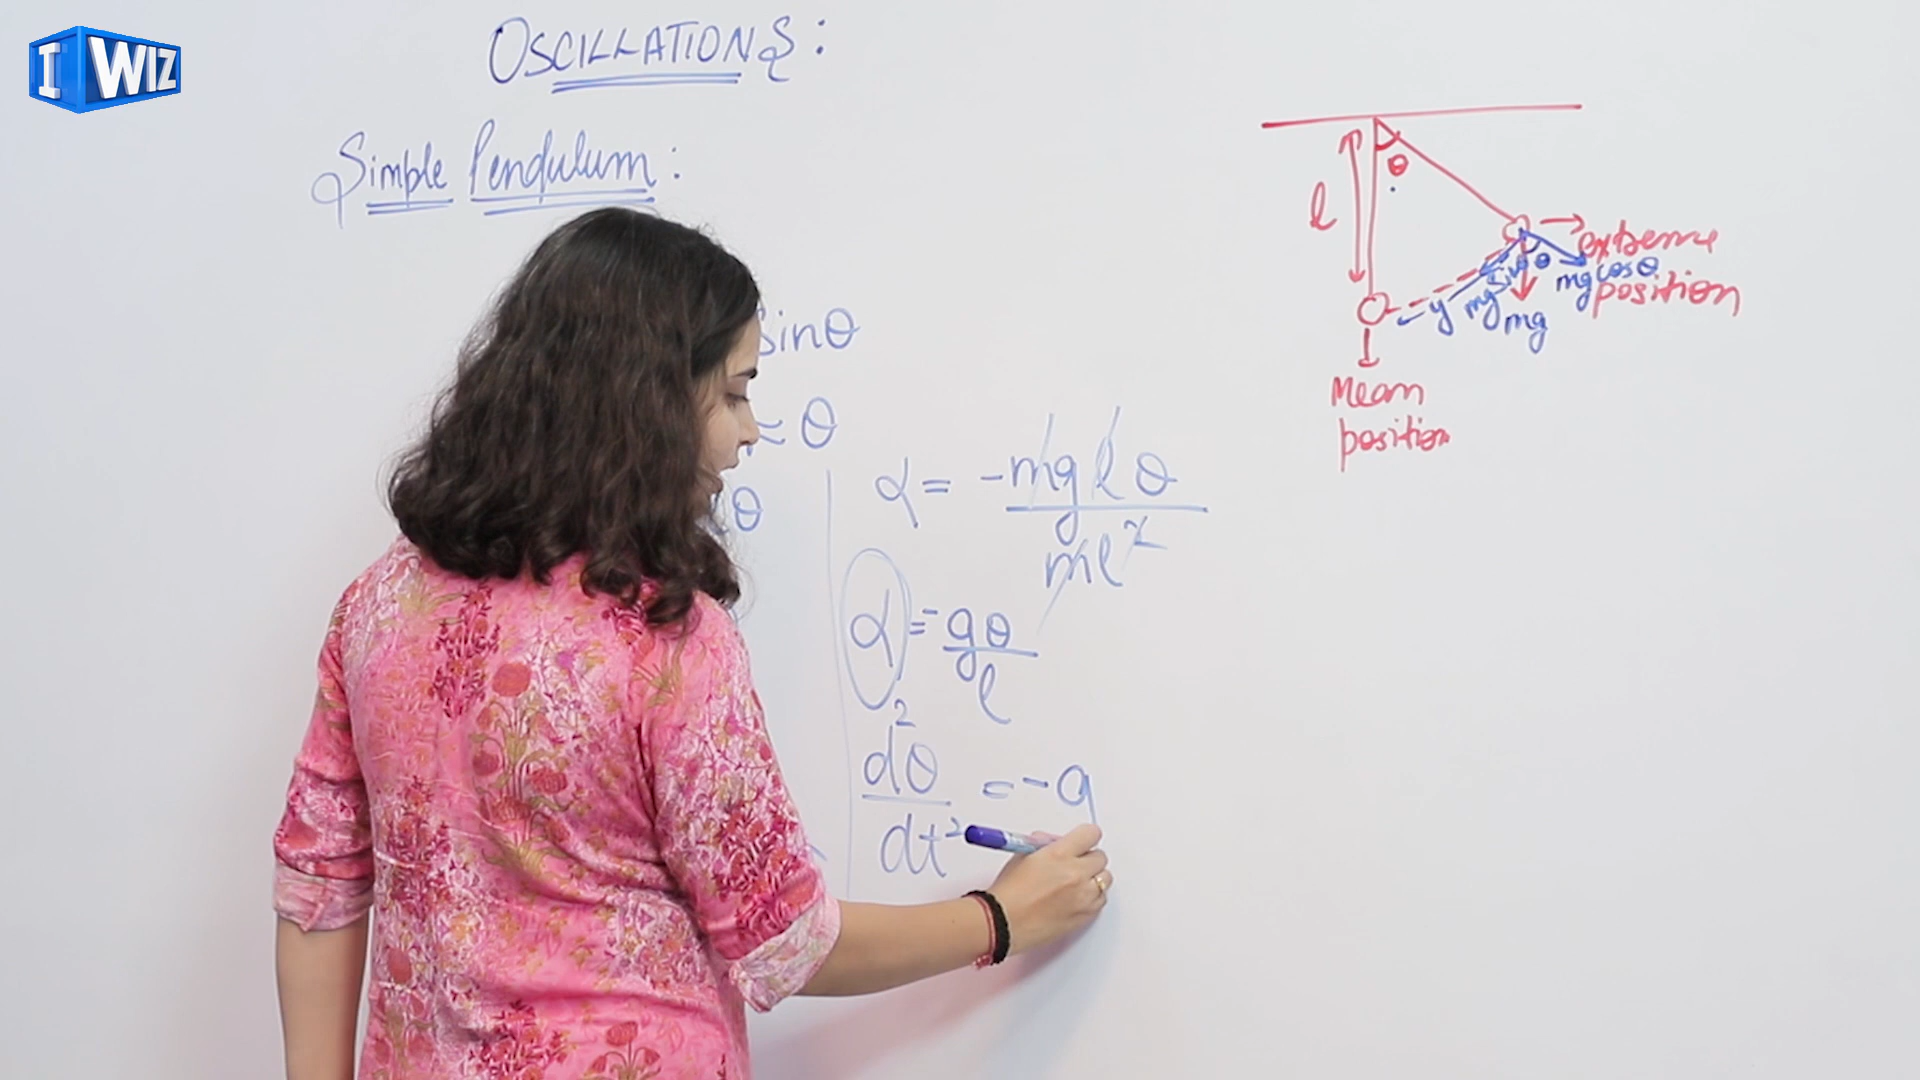 I WIZ
OSCILLATIONS:
Simple Pendulum:
sinθ
≈ θ
θ
α = -mglθ
ml²
α = -gθ
l
d²θ = -g
dt²
θ
l
extreme
position
mg cosθ
mg sinθ
θ
y
mg
Mean
position